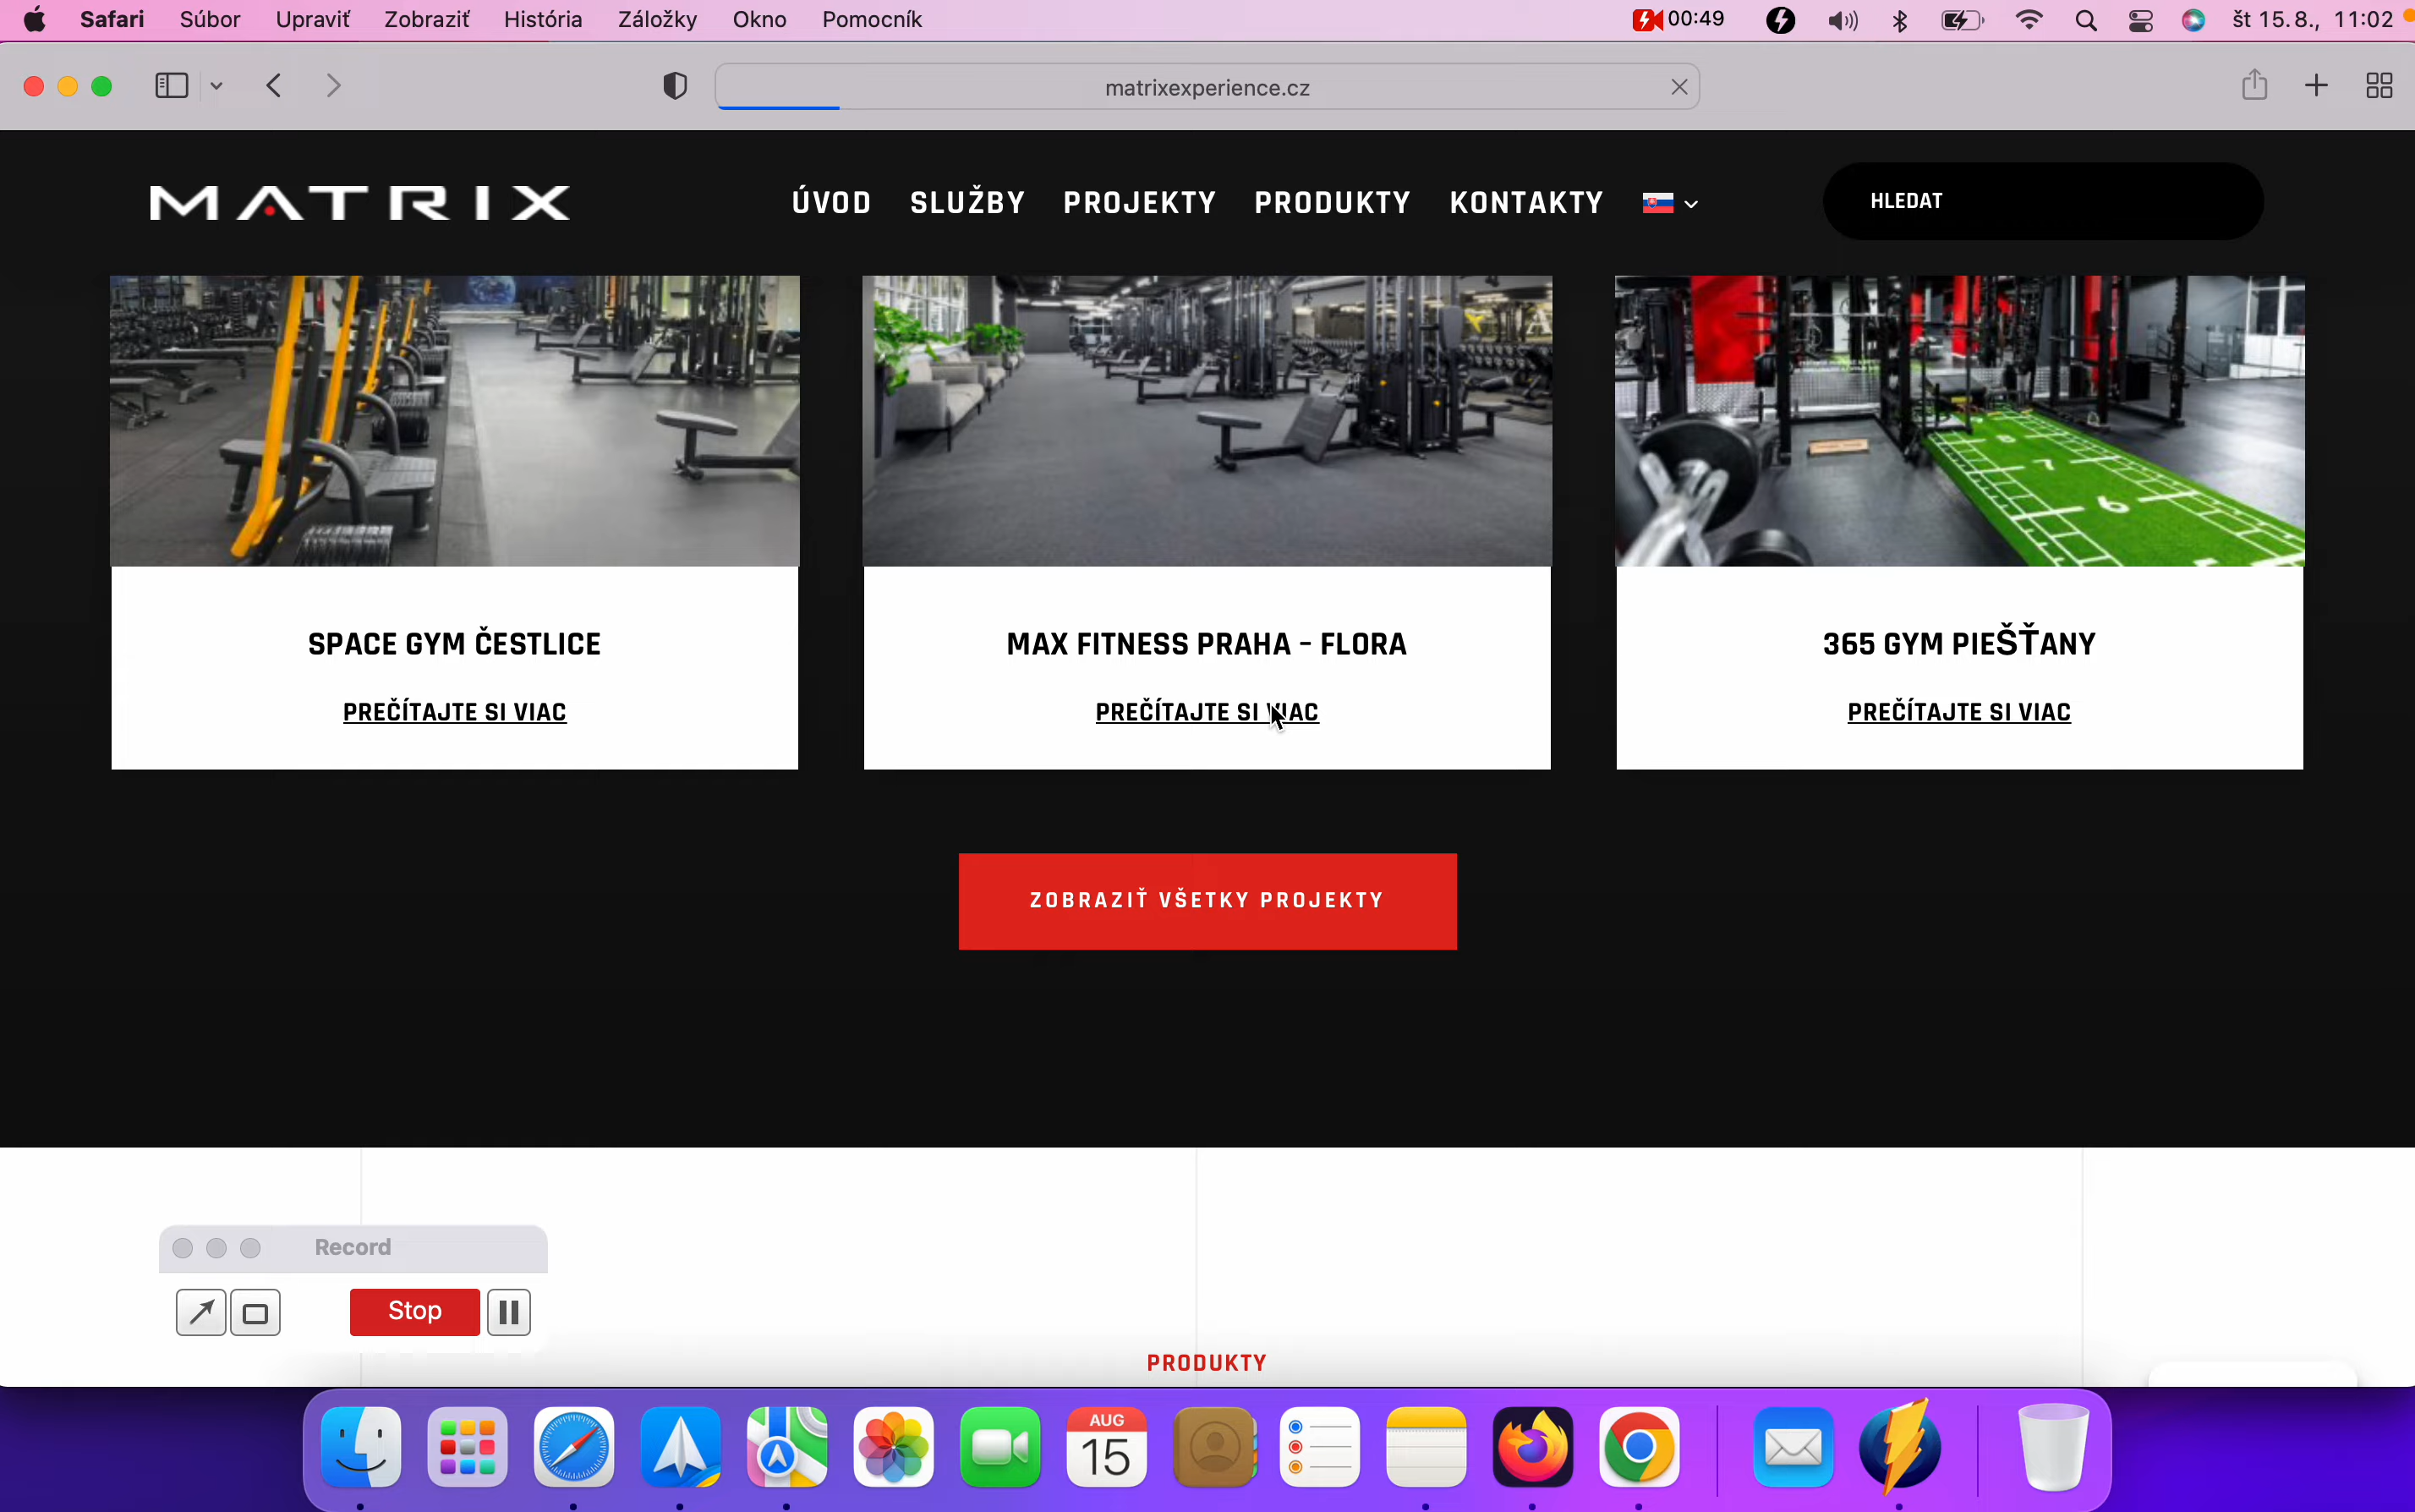 Safari Súbor Upraviť Zobraziť História Záložky Okno Pomocník 00:49 št 15. 8., 11:02
matrixexperience.cz
MATRIX ÚVOD SLUŽBY PROJEKTY PRODUKTY KONTAKTY HLEDAT
SPACE GYM ČESTLICE
PREČÍTAJTE SI VIAC
MAX FITNESS PRAHA – FLORA
PREČÍTAJTE SI VIAC
365 GYM PIEŠŤANY
PREČÍTAJTE SI VIAC
ZOBRAZIŤ VŠETKY PROJEKTY
Record
Stop
PRODUKTY
AUG
15